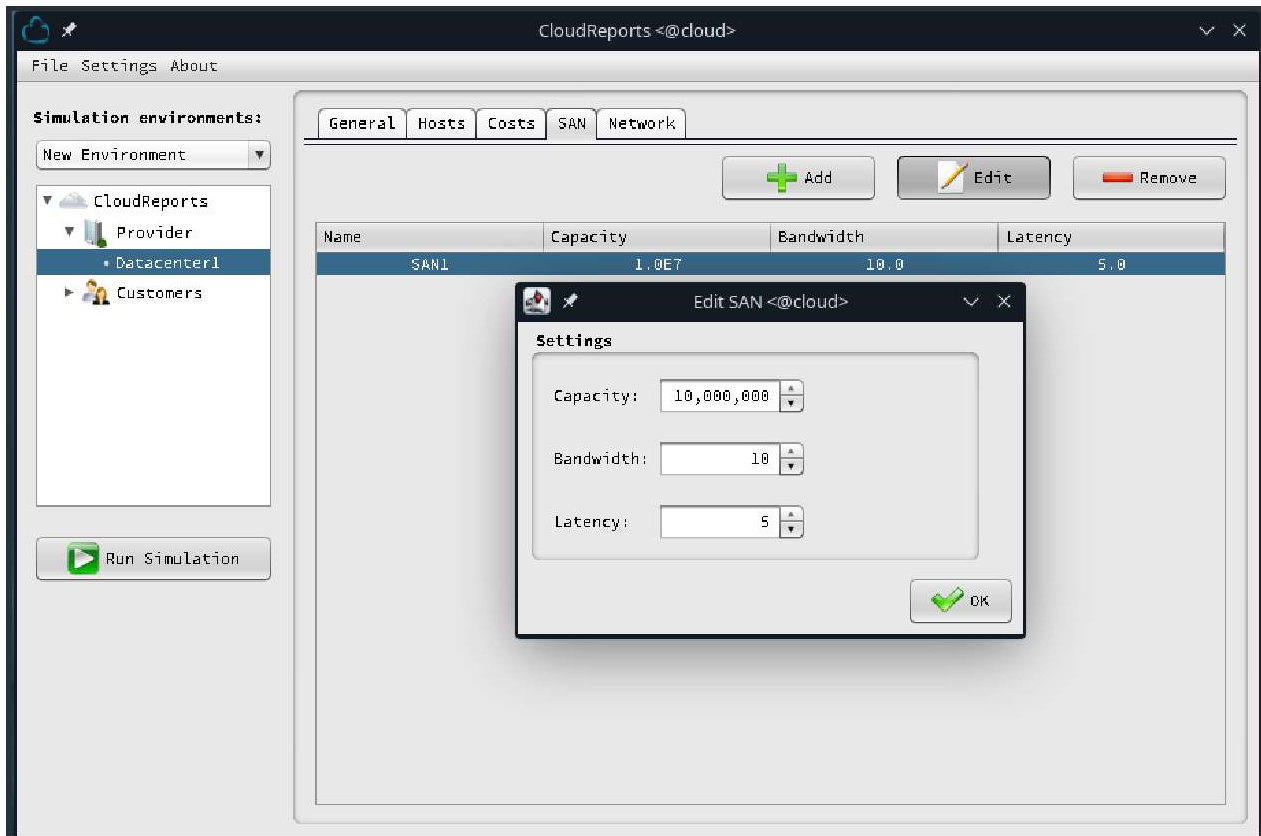 CloudReports <@cloud>
File Settings About
Simulation environments:
New Environment
CloudReports
Provider
Datacenter1
Customers
Run Simulation
General Hosts Costs SAN Network
Add Edit Remove
Name Capacity Bandwidth Latency
SAN1 1.0E7 10.0 5.0
Edit SAN <@cloud>
Settings
Capacity: 10,000,000
Bandwidth: 10
Latency: 5
OK